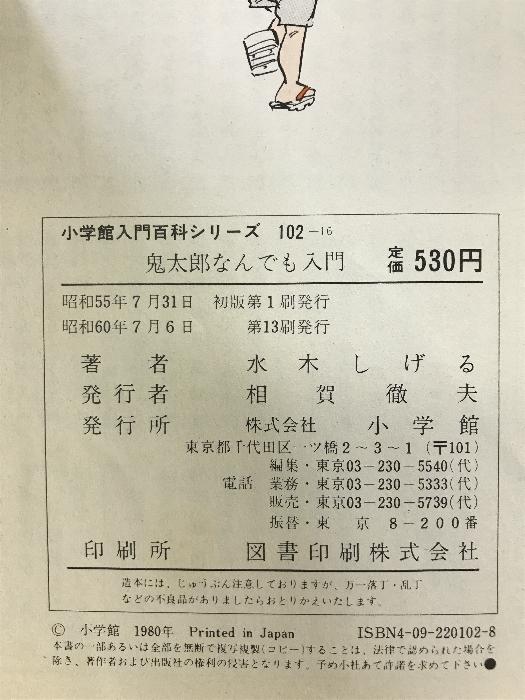 小学館入門百科シリーズ 102-16
鬼太郎なんでも入門 定価 530円
昭和55年7月31日 初版第1刷発行
昭和60年7月6日 第13刷発行
著者 水木しげる
発行者 相賀徹夫
発行所 株式会社 小学館
東京都千代田区一ツ橋2-3-1(〒101)
編集・東京03-230-5540(代)
電話 業務・東京03-230-5333(代)
販売・東京03-230-5739(代)
振替・東京 8-200番
印刷所 図書印刷株式会社
造本には、じゅうぶん注意しておりますが、万一落丁・乱丁
などの不良品がありましたらおとりかえいたします。
© 小学館 1980年 Printed in Japan ISBN4-09-220102-8
本書の一部あるいは全部を無断で複写複製(コピー)することは、法律で認められた場合を
除き、著作者および出版社の権利の侵害となります。予め小社あて許諾を求めて下さい●